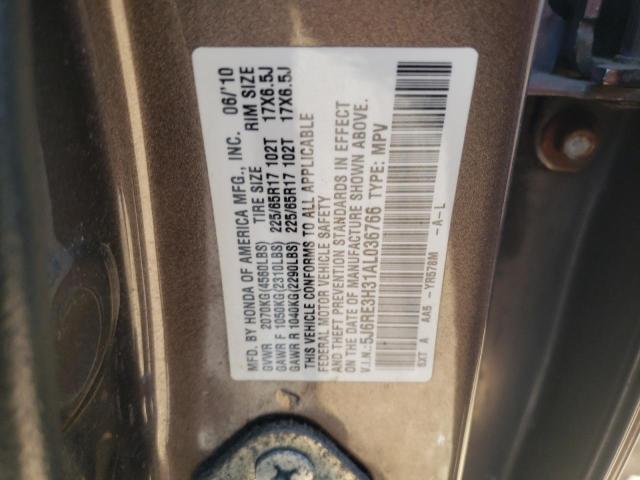 MFD. BY HONDA OF AMERICA MFG., INC. 06/'10
TIRE SIZE RIM SIZE
GVWR 2070KG(4560LBS)
GAWR F 1050KG(2310LBS) 225/65R17 102T 17X6.5J
GAWR R 1040KG(2290LBS) 225/65R17 102T 17X6.5J
THIS VEHICLE CONFORMS TO ALL APPLICABLE
FEDERAL MOTOR VEHICLE SAFETY
AND THEFT PREVENTION STANDARDS IN EFFECT
ON THE DATE OF MANUFACTURE SHOWN ABOVE.
V.I.N.:5J6RE3H31AL036766 TYPE: MPV
SXT A AA5 -YR578M -A-L